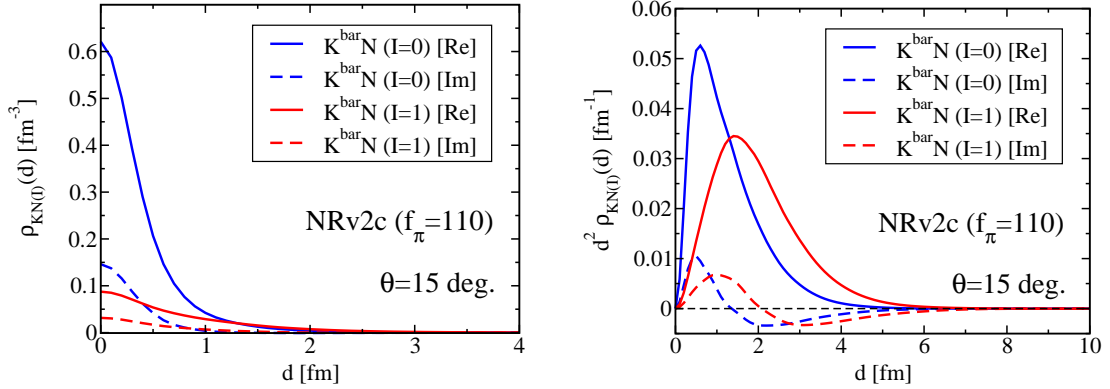 0.6
0.5
0.4
0.3
0.2
0.1
0
ρ_KN(I)(d) [fm⁻³]
K^bar N (I=0) [Re]
K^bar N (I=0) [Im]
K^bar N (I=1) [Re]
K^bar N (I=1) [Im]
NRv2c (f_π=110)
θ=15 deg.
0 1 2 3 4
d [fm]
0.06
0.05
0.04
0.03
0.02
0.01
0
d² ρ_KN(I)(d) [fm⁻¹]
K^bar N (I=0) [Re]
K^bar N (I=0) [Im]
K^bar N (I=1) [Re]
K^bar N (I=1) [Im]
NRv2c (f_π=110)
θ=15 deg.
0 2 4 6 8 10
d [fm]